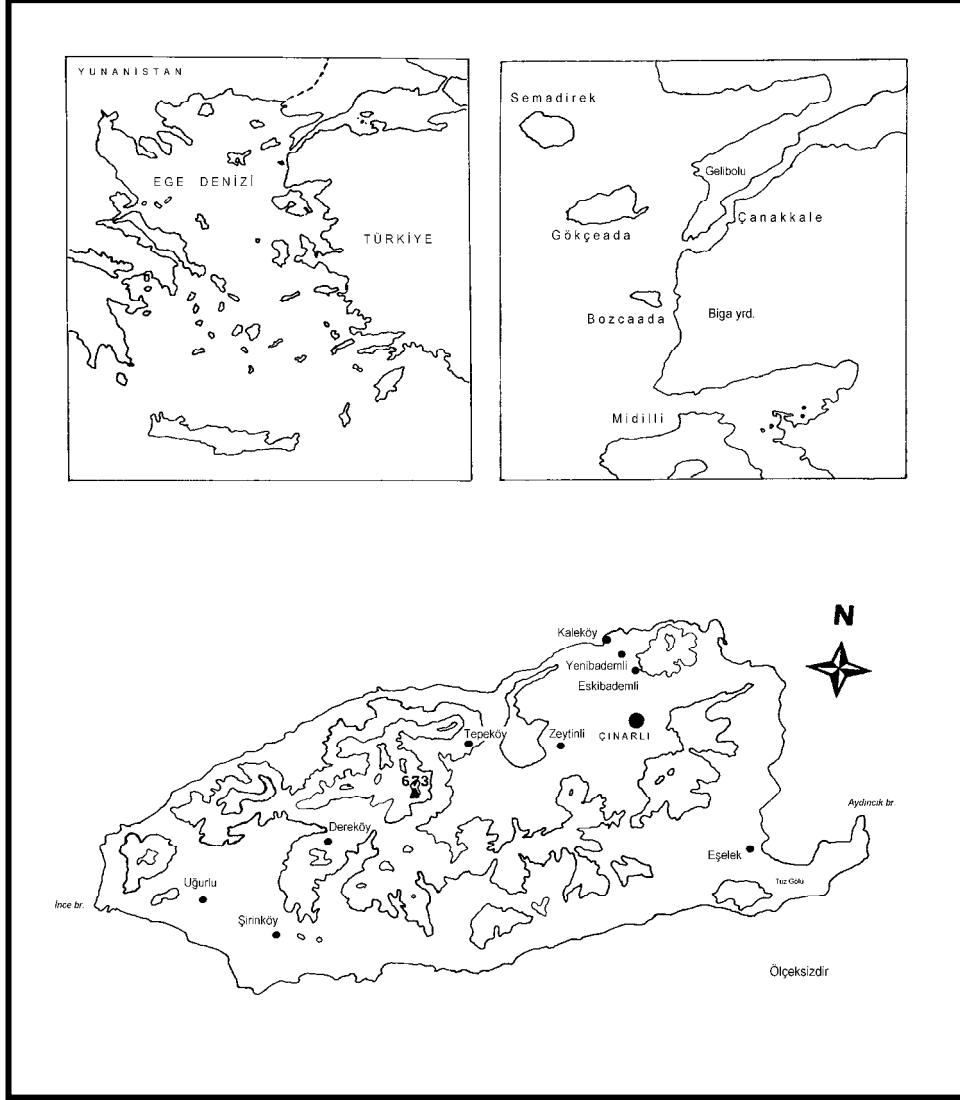 YUNANİSTAN
EGE DENİZİ
TÜRKİYE
Semadirek
Gelibolu
Çanakkale
Gökçeada
Bozcaada
Biga yrd.
Midilli
N
Kaleköy
Yenibademli
Eskibademli
Tepeköy
Zeytinli
ÇINARLI
673
Aydıncık br.
Dereköy
Eşelek
Uğurlu
Tuz Gölü
İnce br.
Şirinköy
Ölçeksizdir